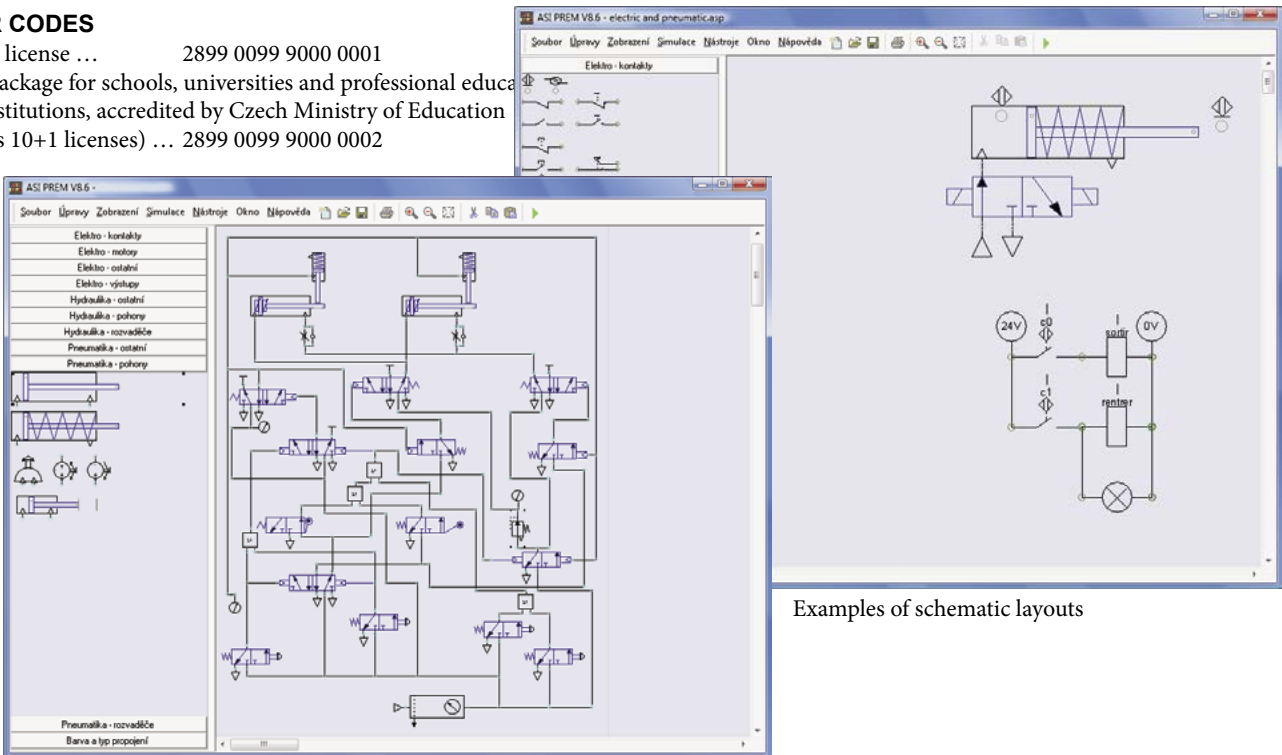 R CODES
license … 2899 0099 9000 0001
ackage for schools, universities and professional educa
stitutions, accredited by Czech Ministry of Education
s 10+1 licenses) … 2899 0099 9000 0002
ASI PREM V8.6 - electric and pneumatic.asp
Soubor Úpravy Zobrazení Simulace Nástroje Okno Nápověda
Elektro - kontakty
24V
c0
sortir
0V
c1
rentrer
ASI PREM V8.6 -
Soubor Úpravy Zobrazení Simulace Nástroje Okno Nápověda
Elektro - kontakty
Elektro - motory
Elektro - ostatní
Elektro - výstupy
Hydraulika - ostatní
Hydraulika - pohony
Hydraulika - rozvaděče
Pneumatika - ostatní
Pneumatika - pohony
Pneumatika - rozvaděče
Barva a typ propojení
Examples of schematic layouts